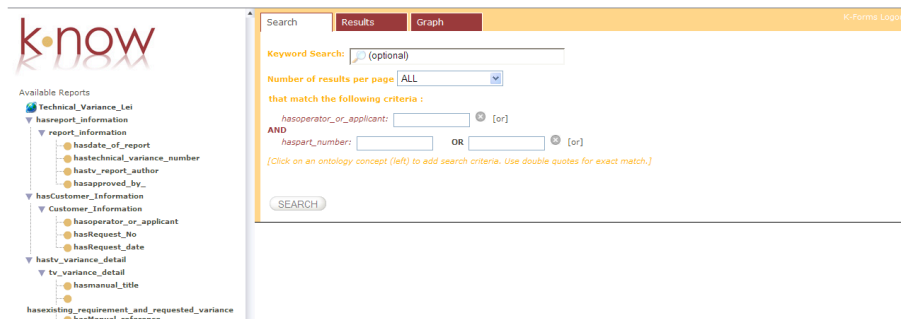 k•now
Available Reports
Technical_Variance_Lei
hasreport_information
report_information
hasdate_of_report
hastechnical_variance_number
hastv_report_author
hasapproved_by_
hasCustomer_Information
Customer_Information
hasoperator_or_applicant
hasRequest_No
hasRequest_date
hastv_variance_detail
tv_variance_detail
hasmanual_title
hasexisting_requirement_and_requested_variance
hasManual_reference
Search Results Graph
K-Forms Logout
Keyword Search: (optional)
Number of results per page ALL
that match the following criteria :
hasoperator_or_applicant: [or]
AND
haspart_number: OR [or]
[Click on an ontology concept (left) to add search criteria. Use double quotes for exact match.]
SEARCH